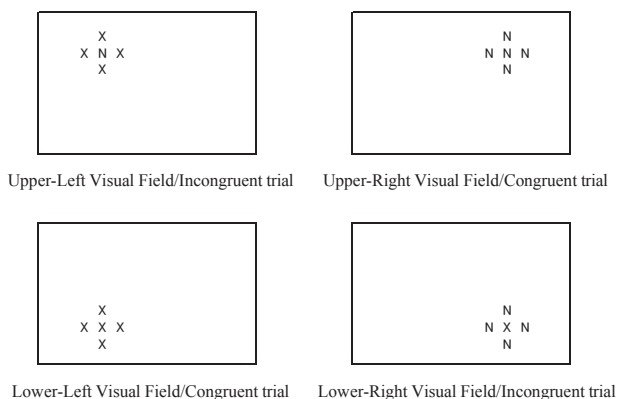 X
X N X
X
N
N N N
N
Upper-Left Visual Field/Incongruent trial
Upper-Right Visual Field/Congruent trial
X
X X X
X
N
N X N
N
Lower-Left Visual Field/Congruent trial
Lower-Right Visual Field/Incongruent trial